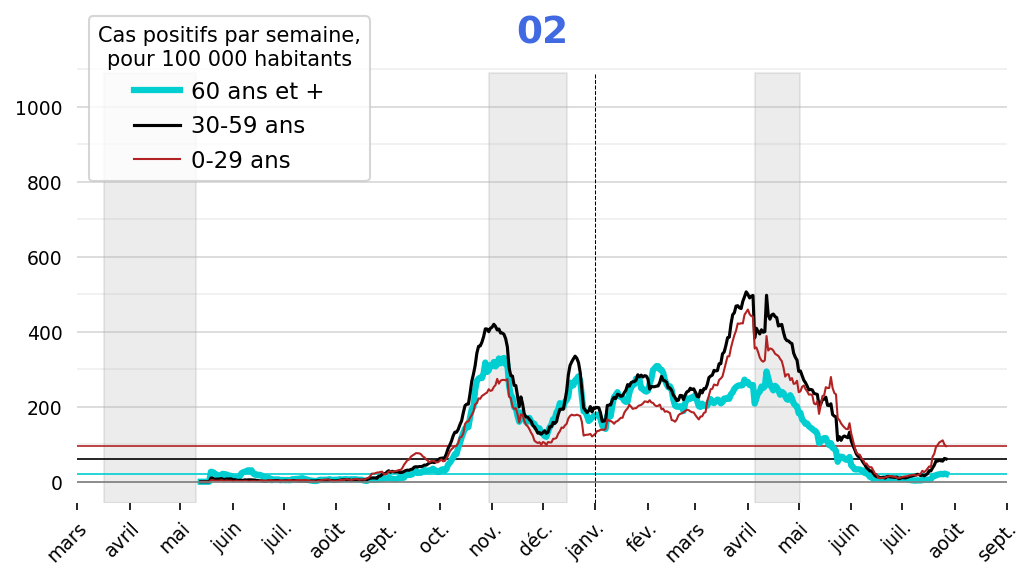 02
Cas positifs par semaine,
pour 100 000 habitants
60 ans et +
30-59 ans
0-29 ans
1000
800
600
400
200
0
mars
avril
mai
juin
juil.
août
sept.
oct.
nov.
déc.
janv.
fév.
mars
avril
mai
juin
juil.
août
sept.